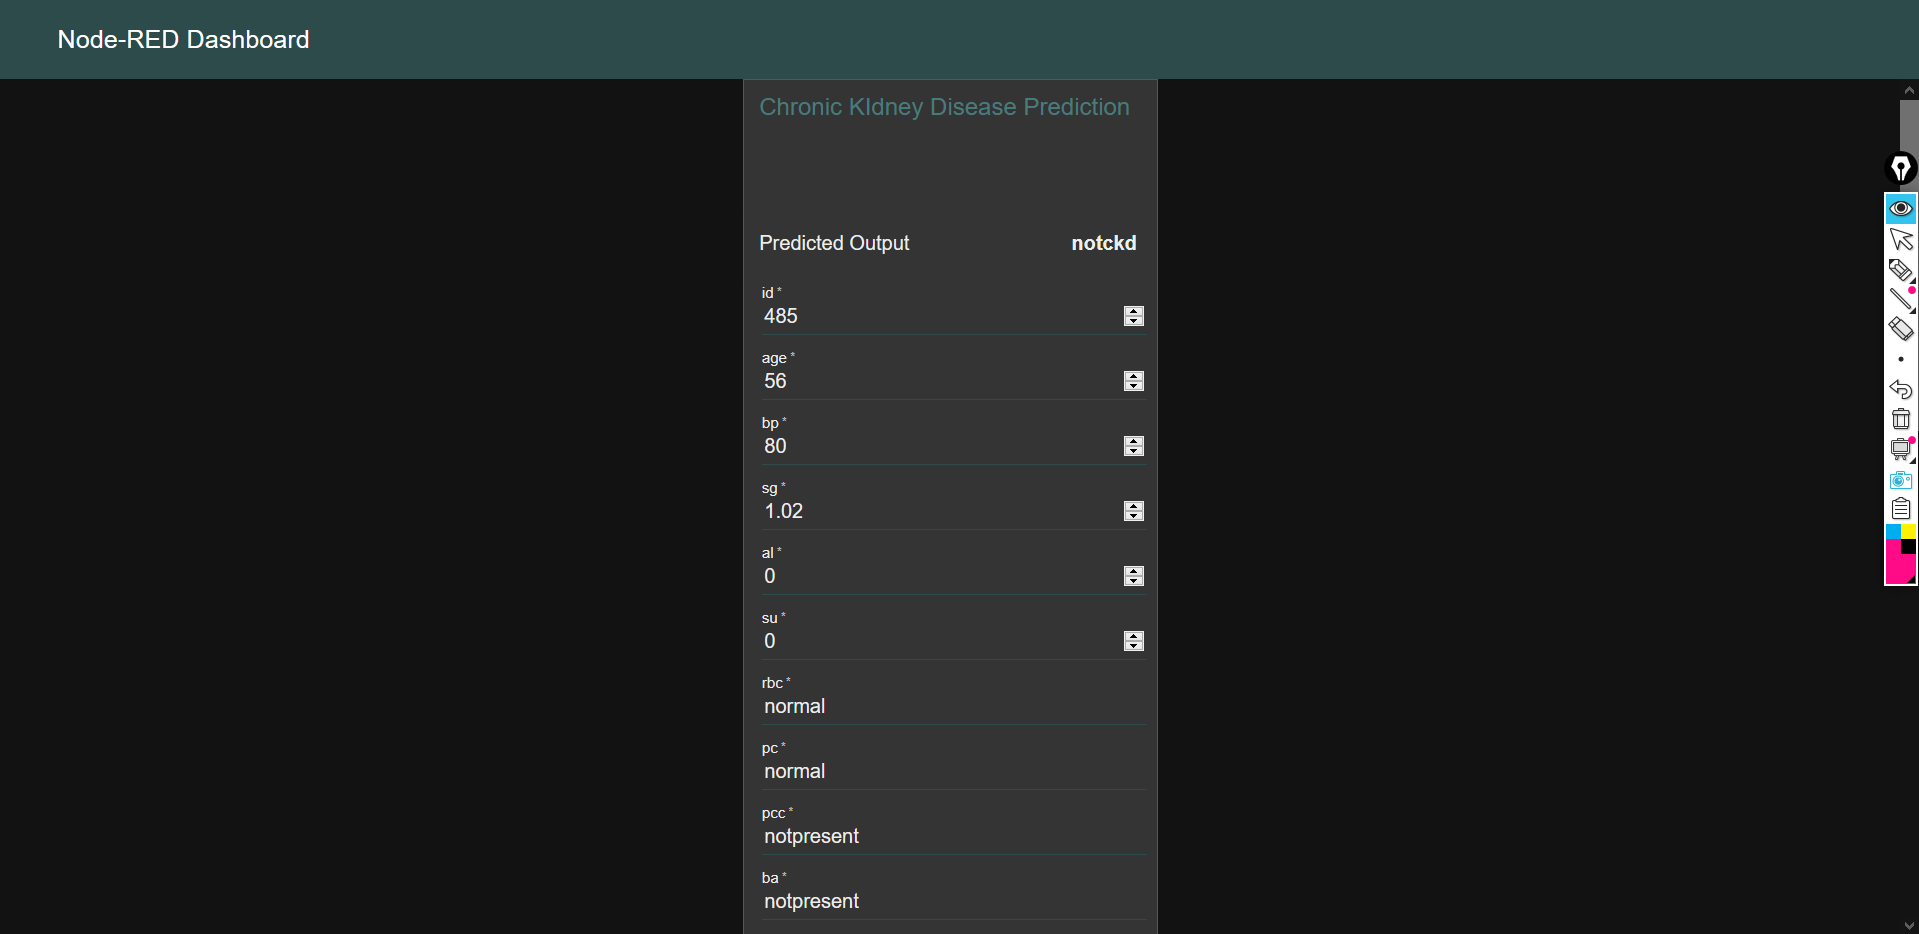 Node-RED Dashboard
Chronic KIdney Disease Prediction
Predicted Output notckd
id *
485
age *
56
bp *
80
sg *
1.02
al *
0
su *
0
rbc *
normal
pc *
normal
pcc *
notpresent
ba *
notpresent